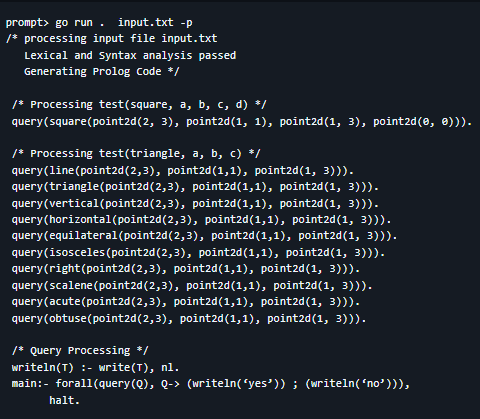 prompt> go run .  input.txt -p
/* processing input file input.txt
   Lexical and Syntax analysis passed
   Generating Prolog Code */
/* Processing test(square, a, b, c, d) */
query(square(point2d(2, 3), point2d(1, 1), point2d(1, 3), point2d(0, 0))).
/* Processing test(triangle, a, b, c) */
query(line(point2d(2,3), point2d(1,1), point2d(1, 3))).
query(triangle(point2d(2,3), point2d(1,1), point2d(1, 3))).
query(vertical(point2d(2,3), point2d(1,1), point2d(1, 3))).
query(horizontal(point2d(2,3), point2d(1,1), point2d(1, 3))).
query(equilateral(point2d(2,3), point2d(1,1), point2d(1, 3))).
query(isosceles(point2d(2,3), point2d(1,1), point2d(1, 3))).
query(right(point2d(2,3), point2d(1,1), point2d(1, 3))).
query(scalene(point2d(2,3), point2d(1,1), point2d(1, 3))).
query(acute(point2d(2,3), point2d(1,1), point2d(1, 3))).
query(obtuse(point2d(2,3), point2d(1,1), point2d(1, 3))).
/* Query Processing */
writeln(T) :- write(T), nl.
main:- forall(query(Q), Q-> (writeln(‘yes’)) ; (writeln(‘no’))),
      halt.